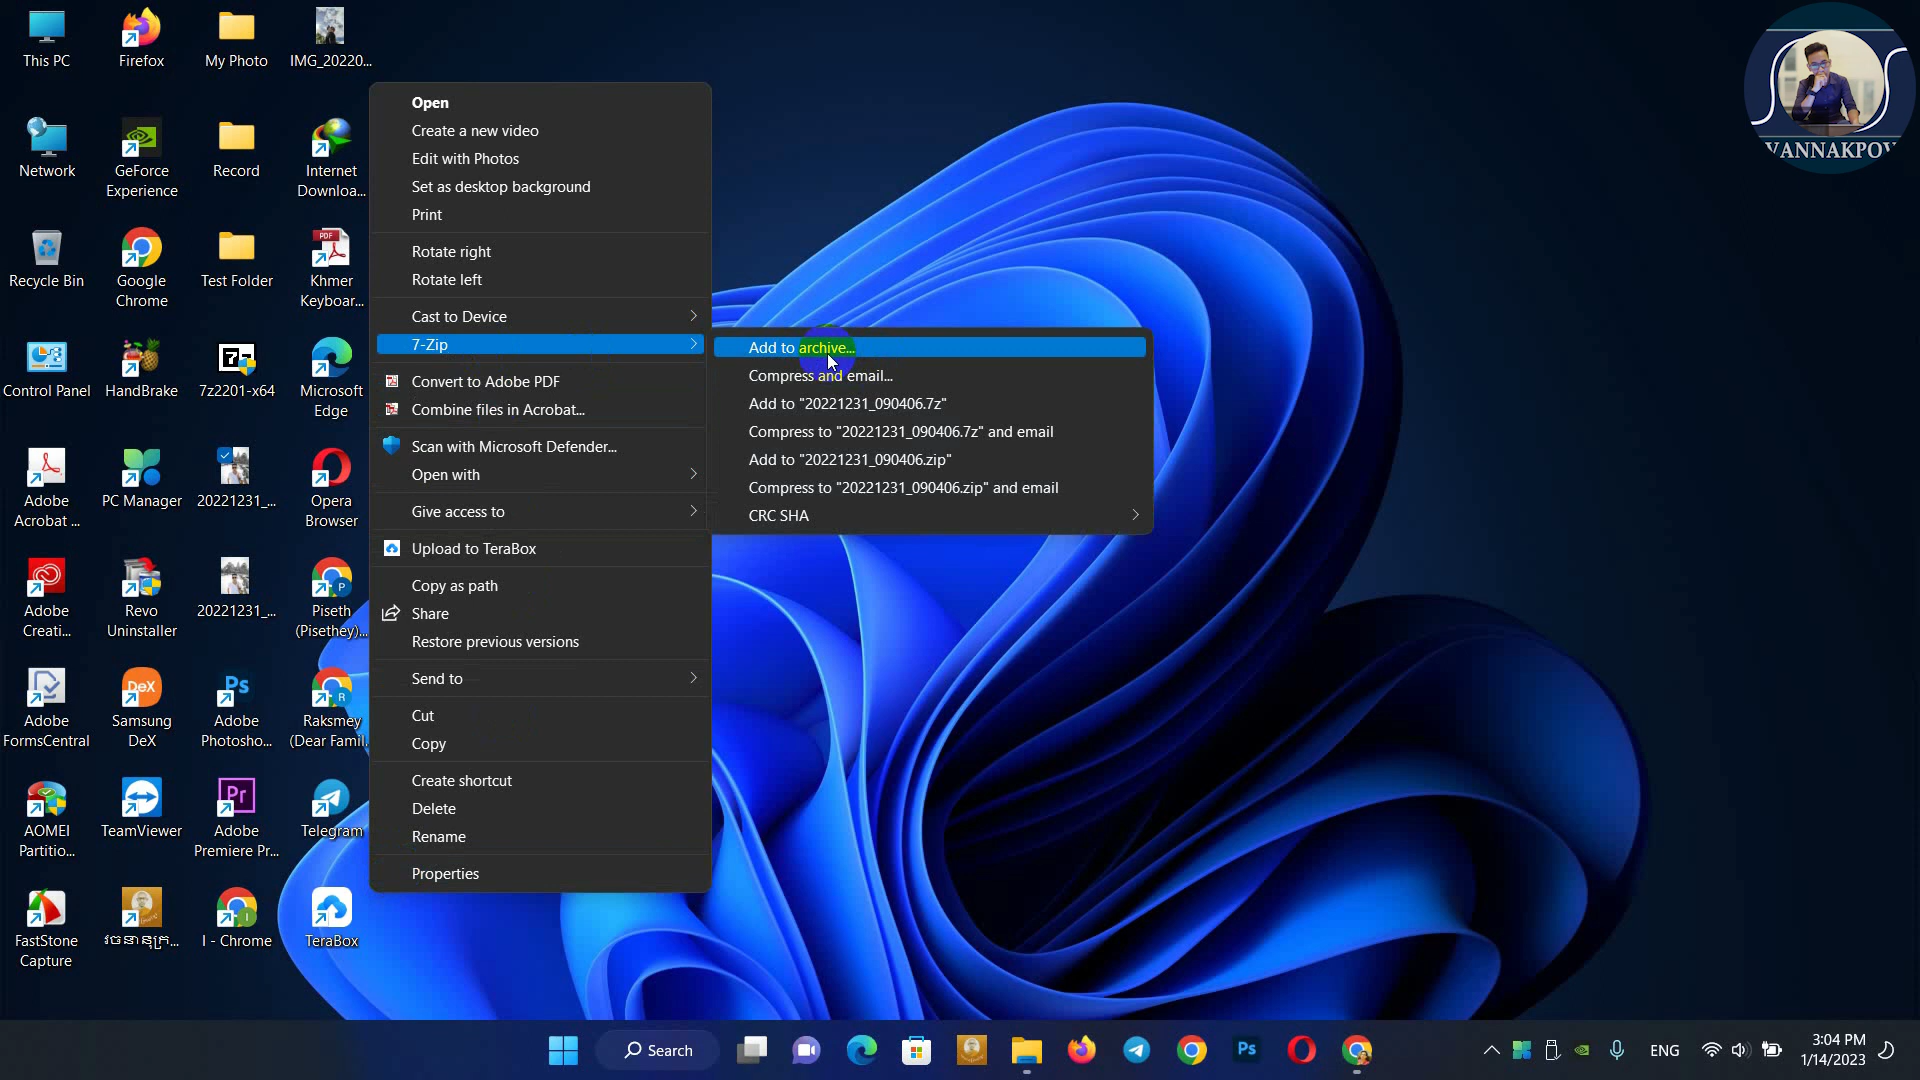 This PC
Firefox
My Photo
IMG_20220...
Network
GeForce
Experience
Record
Internet
Downloa...
Recycle Bin
Google
Chrome
Test Folder
PDF
Khmer
Keyboar...
Control Panel
HandBrake
7z
7z2201-x64
Microsoft
Edge
Adobe
Acrobat ...
PC Manager
20221231_...
Opera
Browser
Adobe
Creati...
Revo
Uninstaller
20221231_...
P
Piseth
(Pisethey)...
Adobe
FormsCentral
DeX
Samsung
DeX
Ps
Adobe
Photosho...
R
Raksmey
(Dear Famil...
AOMEI
Partitio...
TeamViewer
Pr
Adobe
Premiere Pr...
Telegram
FastStone
Capture
I
I - Chrome
TeraBox
Open
Create a new video
Edit with Photos
Set as desktop background
Print
Rotate right
Rotate left
Cast to Device
7-Zip
Convert to Adobe PDF
Combine files in Acrobat...
Scan with Microsoft Defender...
Open with
Give access to
Upload to TeraBox
Copy as path
Share
Restore previous versions
Send to
Cut
Copy
Create shortcut
Delete
Rename
Properties
Add to archive...
Compress and email...
Add to "20221231_090406.7z"
Compress to "20221231_090406.7z" and email
Add to "20221231_090406.zip"
Compress to "20221231_090406.zip" and email
CRC SHA
VANNAKPOV
Search
Ps
ENG
3:04 PM
1/14/2023